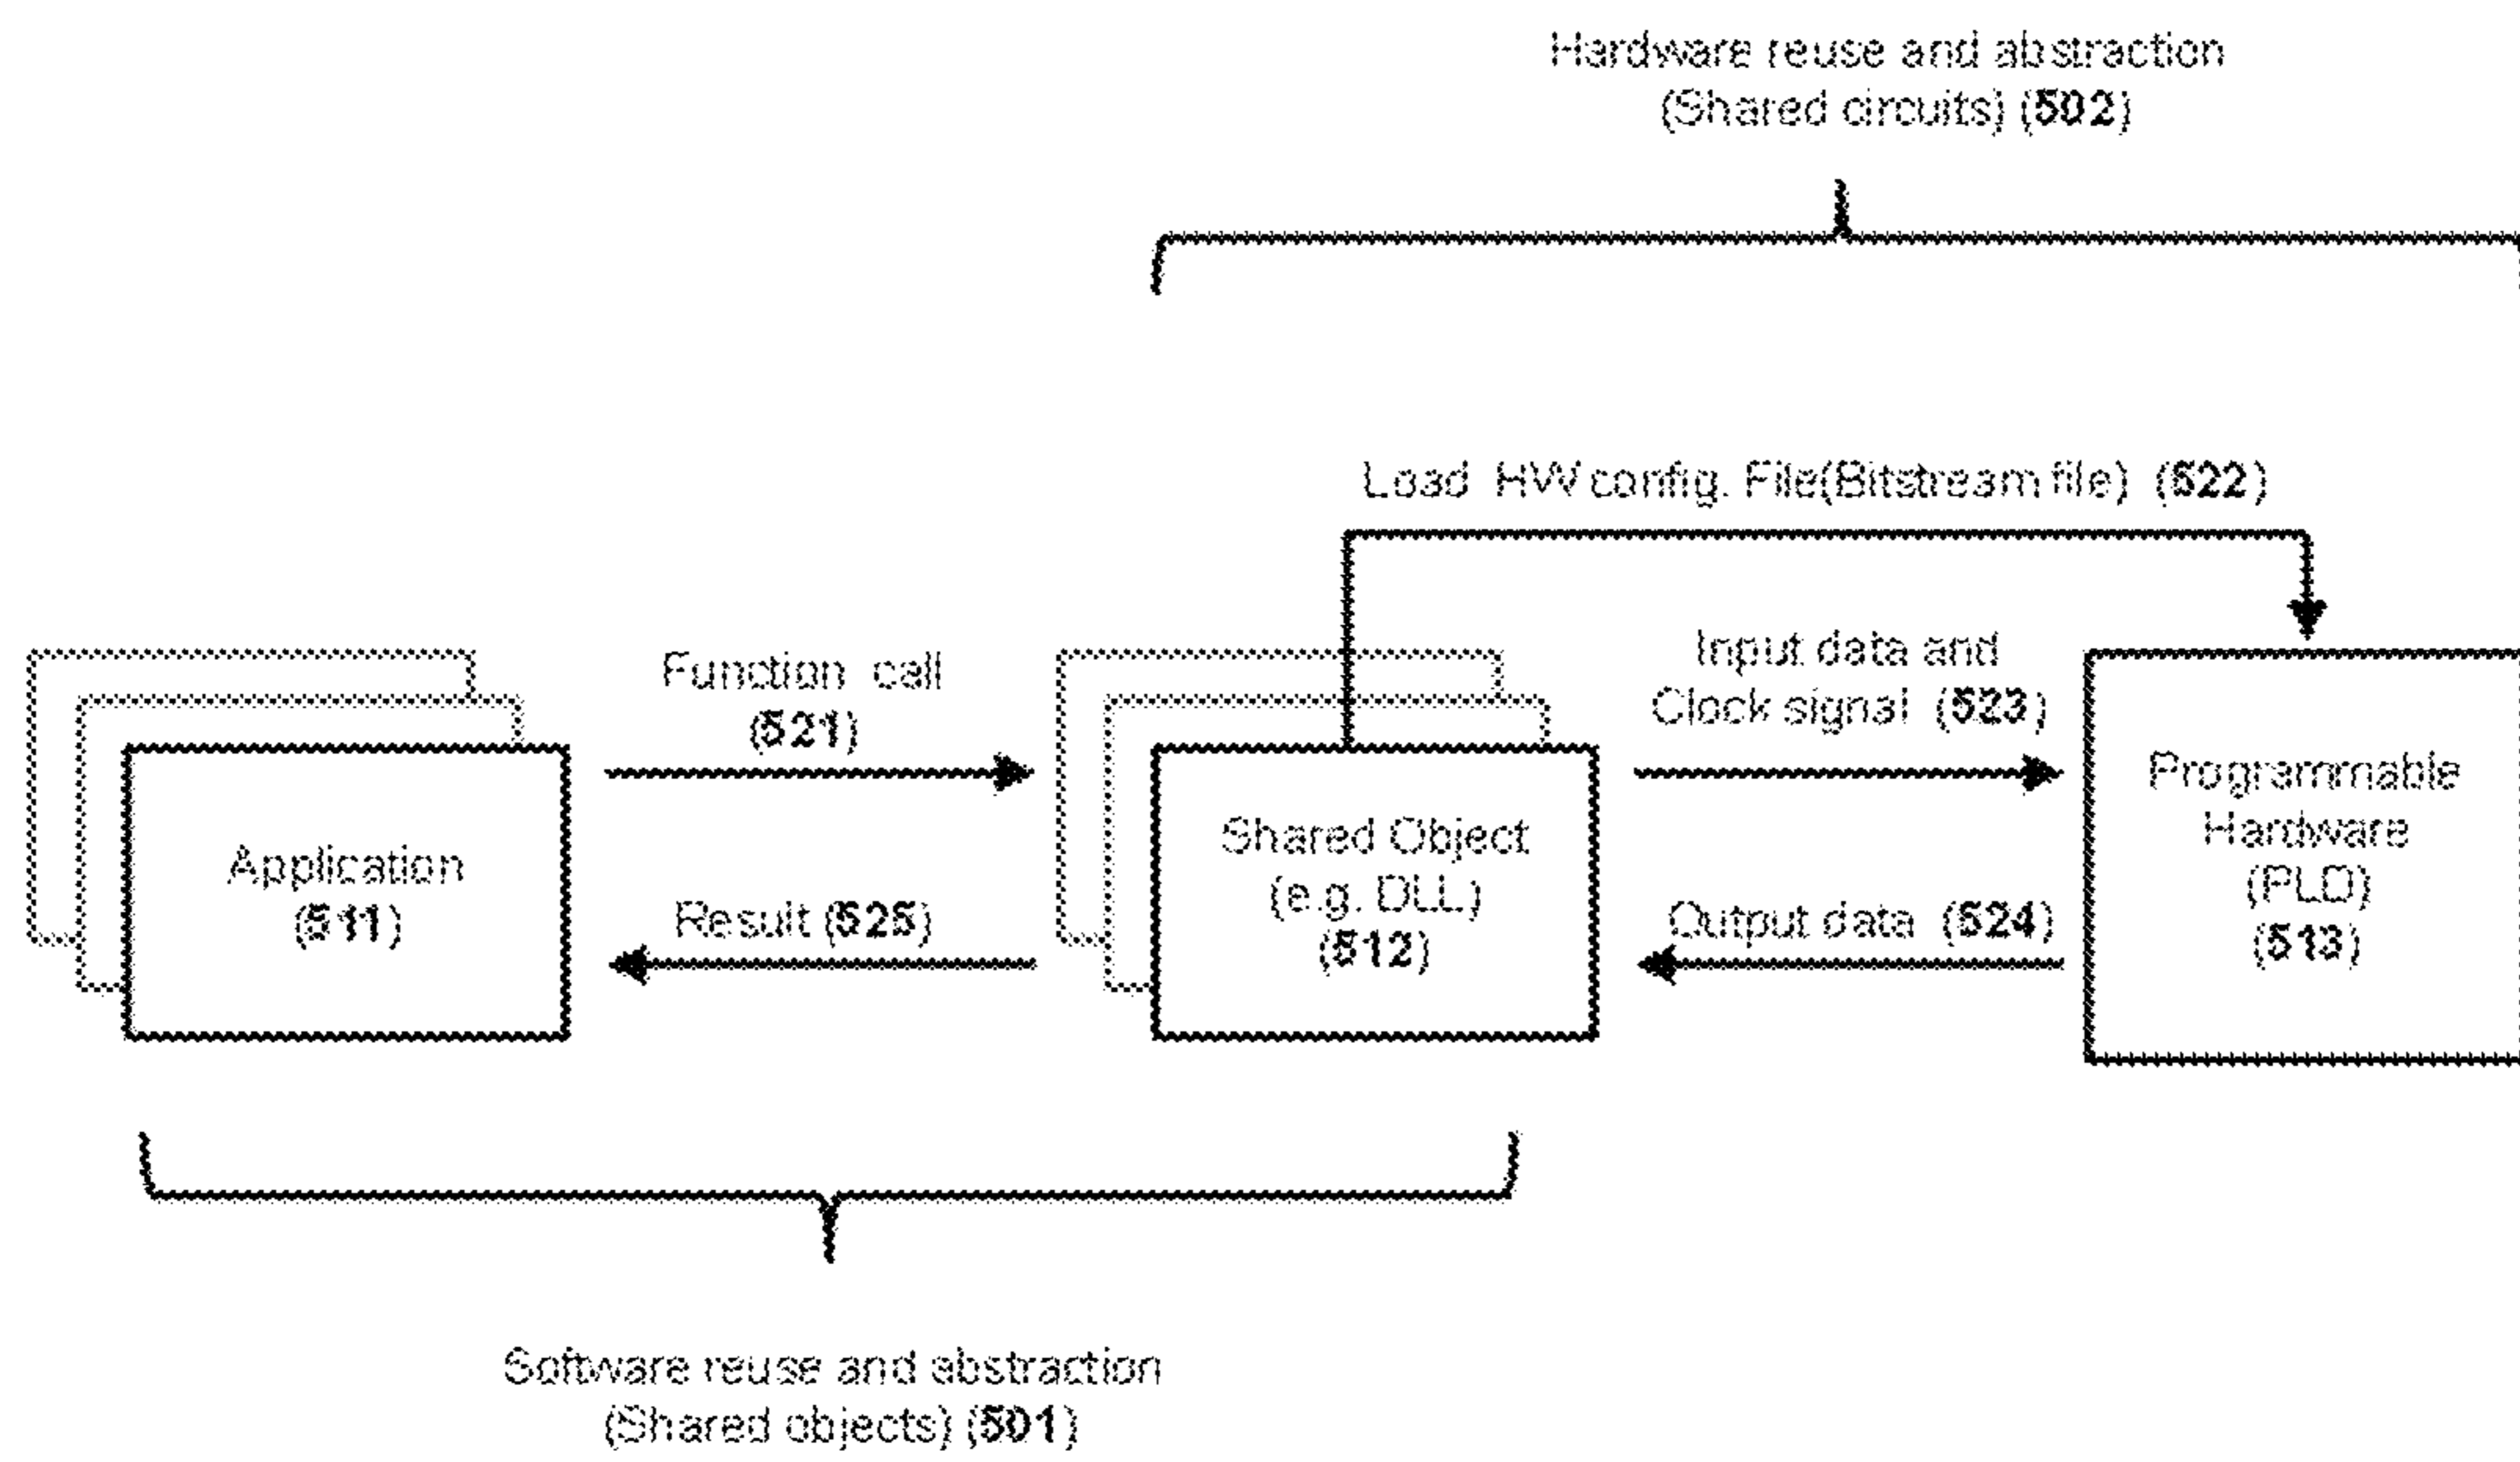 Hardware reuse and abstraction
(Shared circuits) (502)
Load HW config. File(Bitstream file) (522)
Function call
(521)
Input data and
Clock signal (523)
Application
(511)
Shared Object
(e.g. DLL)
(512)
Programmable
Hardware
(PLD)
(513)
Result (525)
Output data (524)
Software reuse and abstraction
(Shared objects) (501)